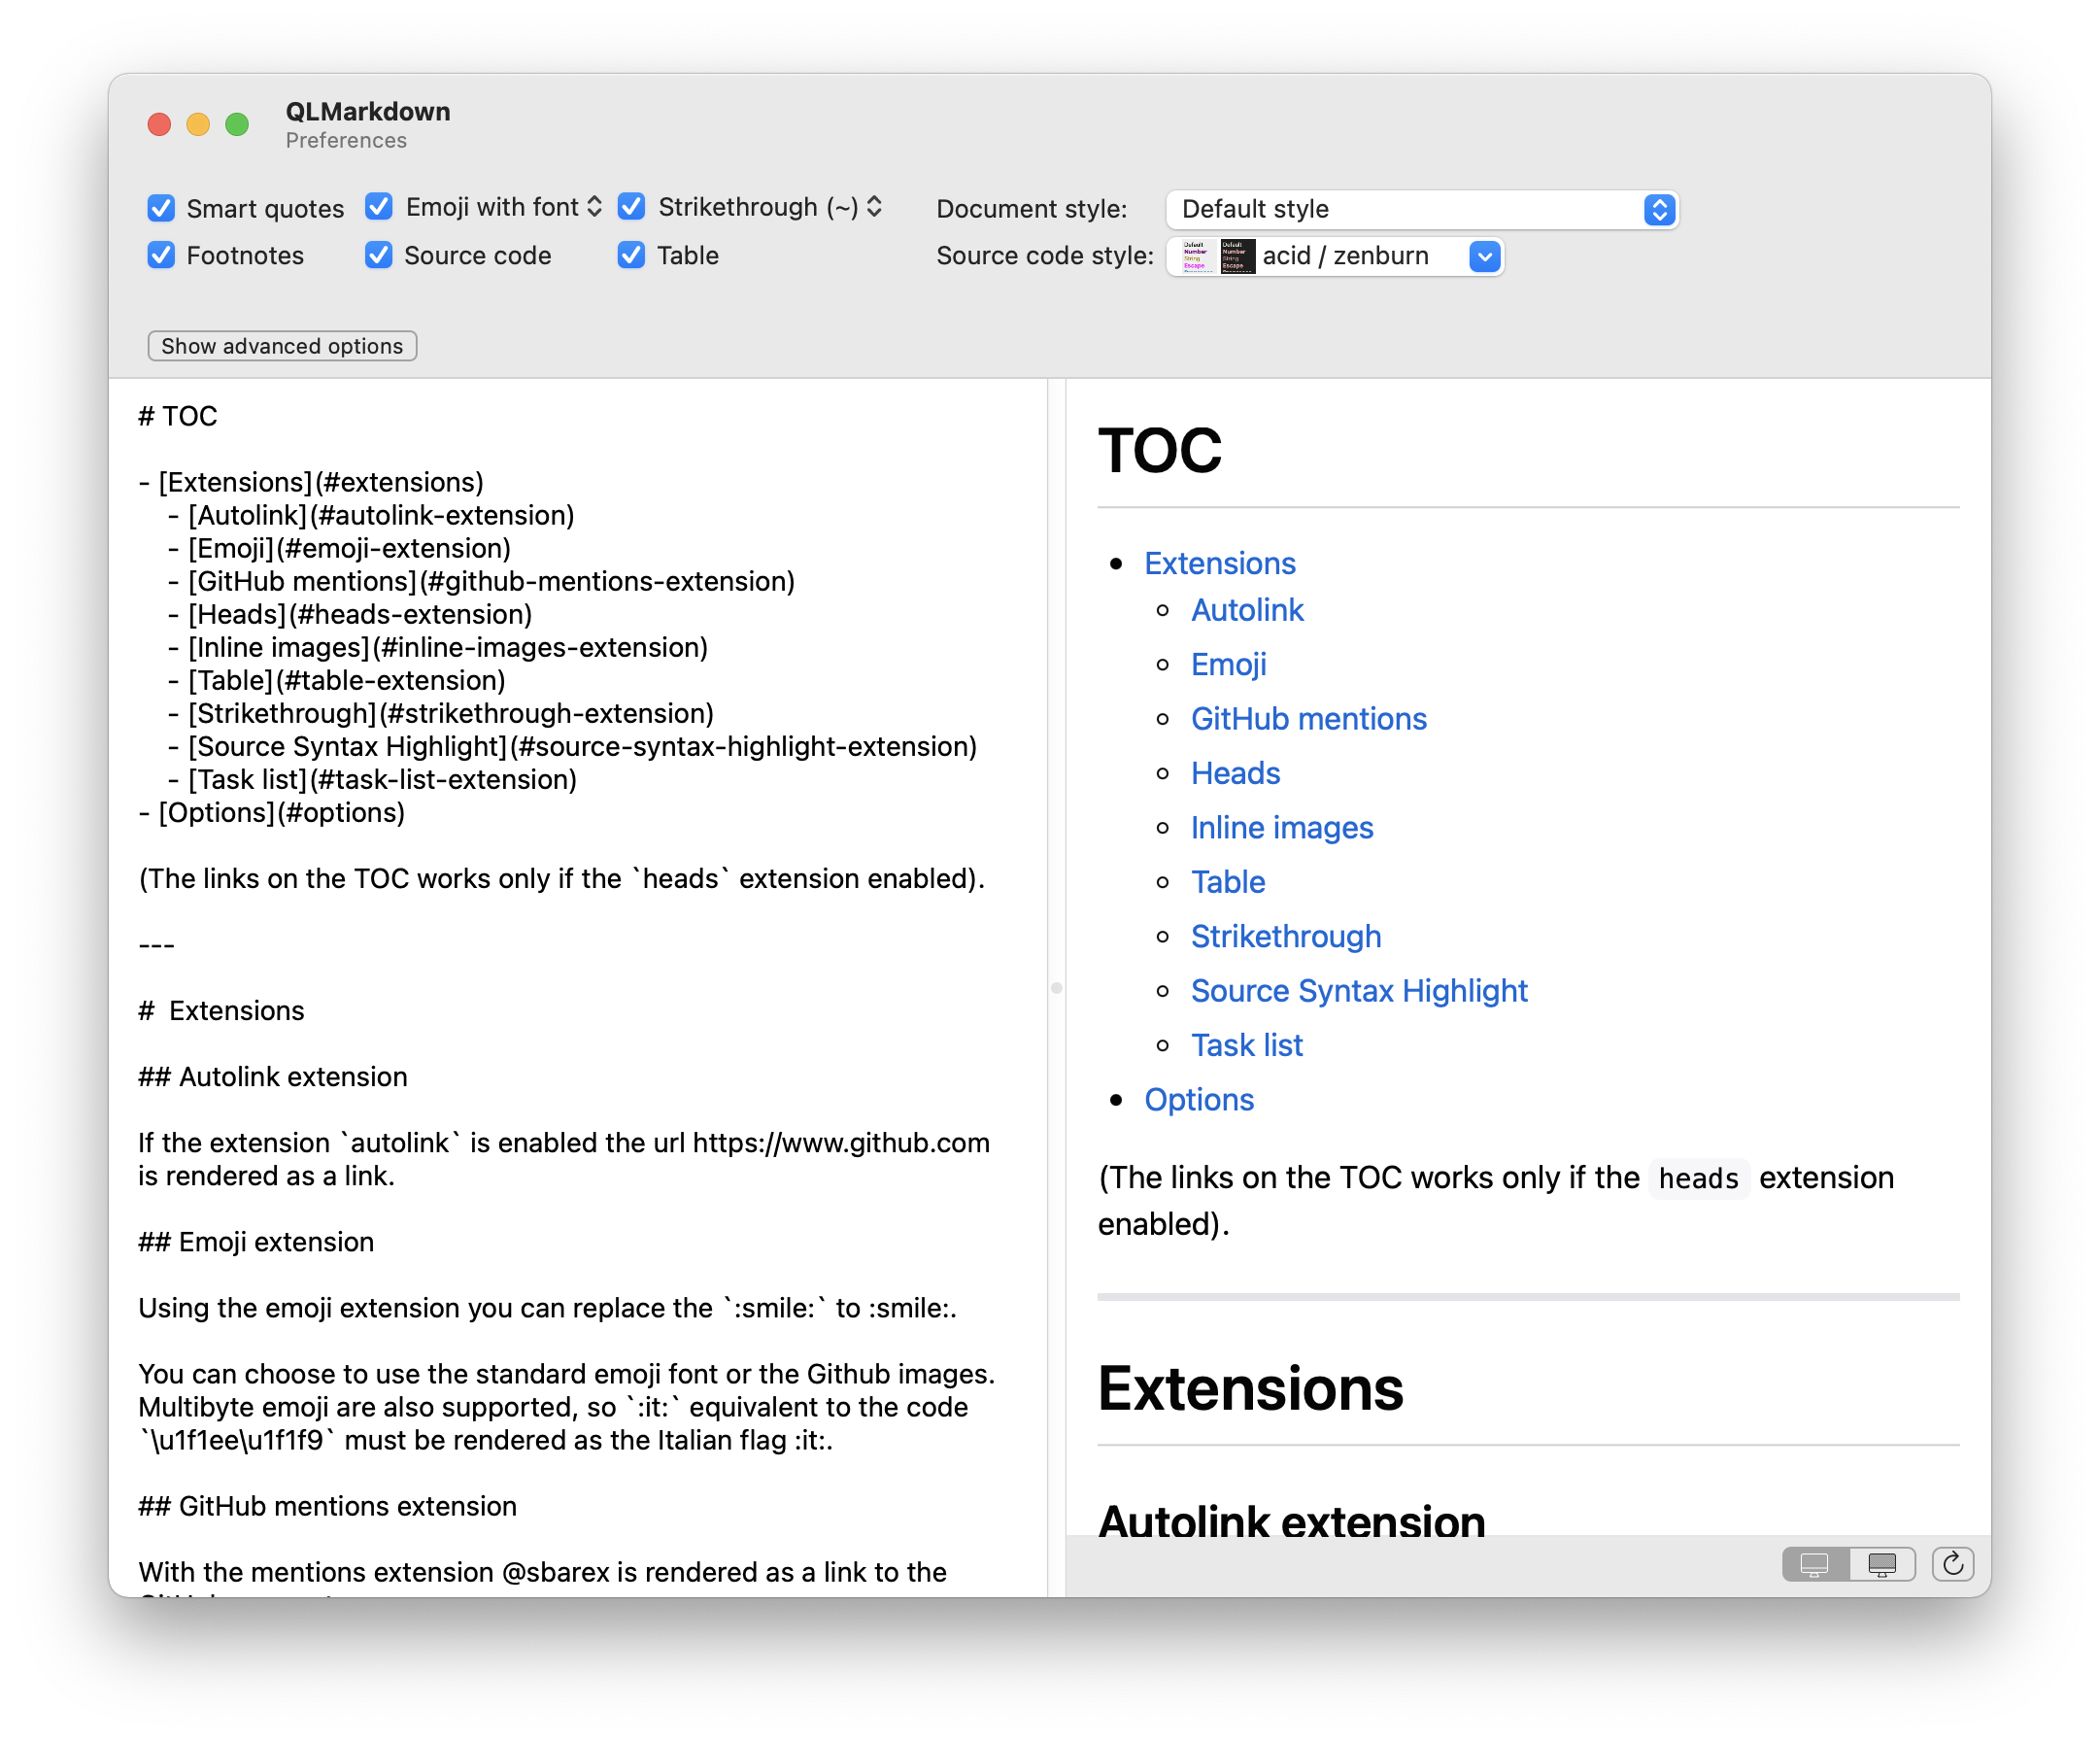 QLMarkdown
Preferences
Smart quotes Emoji with font Strikethrough (~) Document style: Default style
Footnotes Source code Table Source code style: acid / zenburn
Show advanced options
# TOC
- [Extensions](#extensions)
- [Autolink](#autolink-extension)
- [Emoji](#emoji-extension)
- [GitHub mentions](#github-mentions-extension)
- [Heads](#heads-extension)
- [Inline images](#inline-images-extension)
- [Table](#table-extension)
- [Strikethrough](#strikethrough-extension)
- [Source Syntax Highlight](#source-syntax-highlight-extension)
- [Task list](#task-list-extension)
- [Options](#options)
(The links on the TOC works only if the `heads` extension enabled).
---
#  Extensions
## Autolink extension
If the extension `autolink` is enabled the url https://www.github.com
is rendered as a link.
## Emoji extension
Using the emoji extension you can replace the `:smile:` to :smile:.
You can choose to use the standard emoji font or the Github images.
Multibyte emoji are also supported, so `:it:` equivalent to the code
`\u1f1ee\u1f1f9` must be rendered as the Italian flag :it:.
## GitHub mentions extension
With the mentions extension @sbarex is rendered as a link to the
TOC
Extensions
Autolink
Emoji
GitHub mentions
Heads
Inline images
Table
Strikethrough
Source Syntax Highlight
Task list
Options
(The links on the TOC works only if the heads extension
enabled).
Extensions
Autolink extension